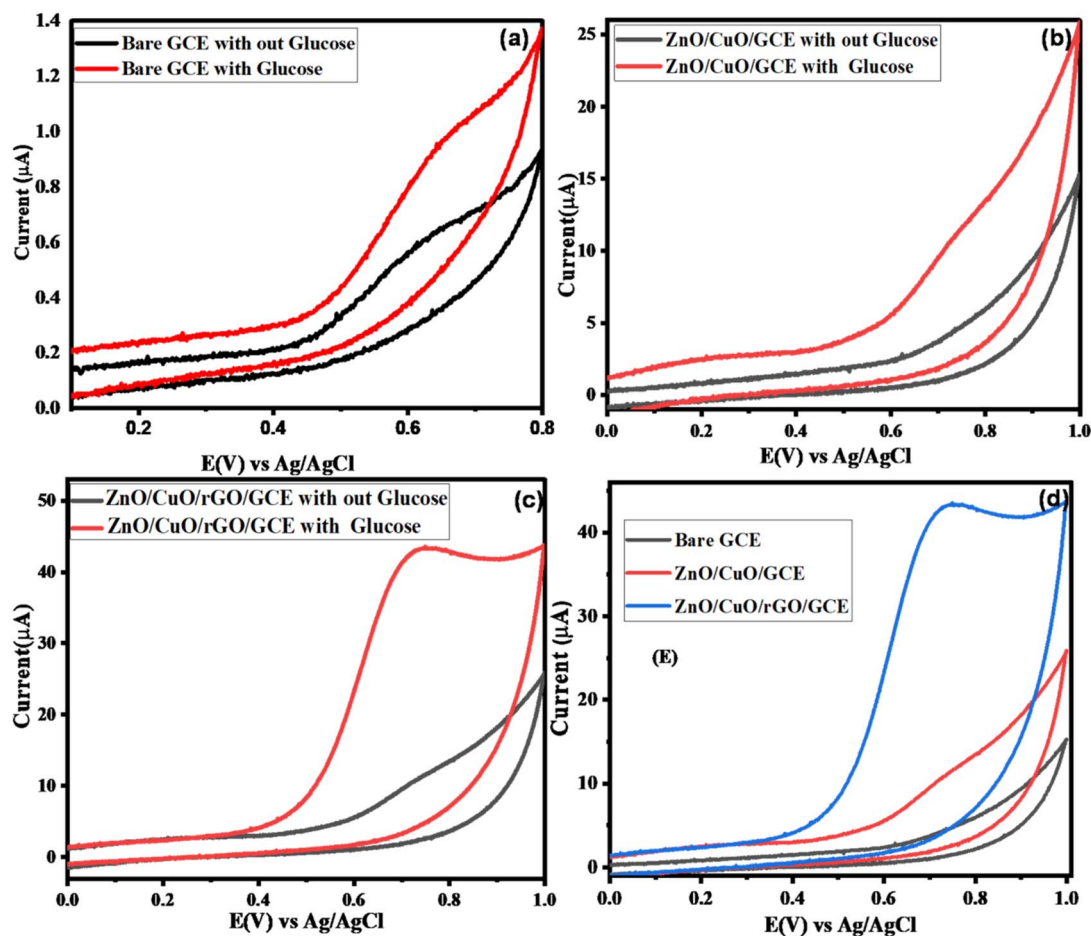 (a)
Bare GCE with out Glucose
Bare GCE with Glucose
1.4
1.2
1.0
0.8
0.6
0.4
0.2
0.0
Current (μA)
0.2 0.4 0.6 0.8
E(V) vs Ag/AgCl
(b)
ZnO/CuO/GCE with out Glucose
ZnO/CuO/GCE with Glucose
25
20
15
10
5
0
Current(μA)
0.0 0.2 0.4 0.6 0.8 1.0
E(V) vs Ag/AgCl
(c)
ZnO/CuO/rGO/GCE with out Glucose
ZnO/CuO/rGO/GCE with Glucose
50
40
30
20
10
0
Current(μA)
0.0 0.2 0.4 0.6 0.8 1.0
E(V) vs Ag/AgCl
(d)
Bare GCE
ZnO/CuO/GCE
ZnO/CuO/rGO/GCE
(E)
40
30
20
10
0
Current (μA)
0.0 0.2 0.4 0.6 0.8 1.0
E(V) vs Ag/AgCl